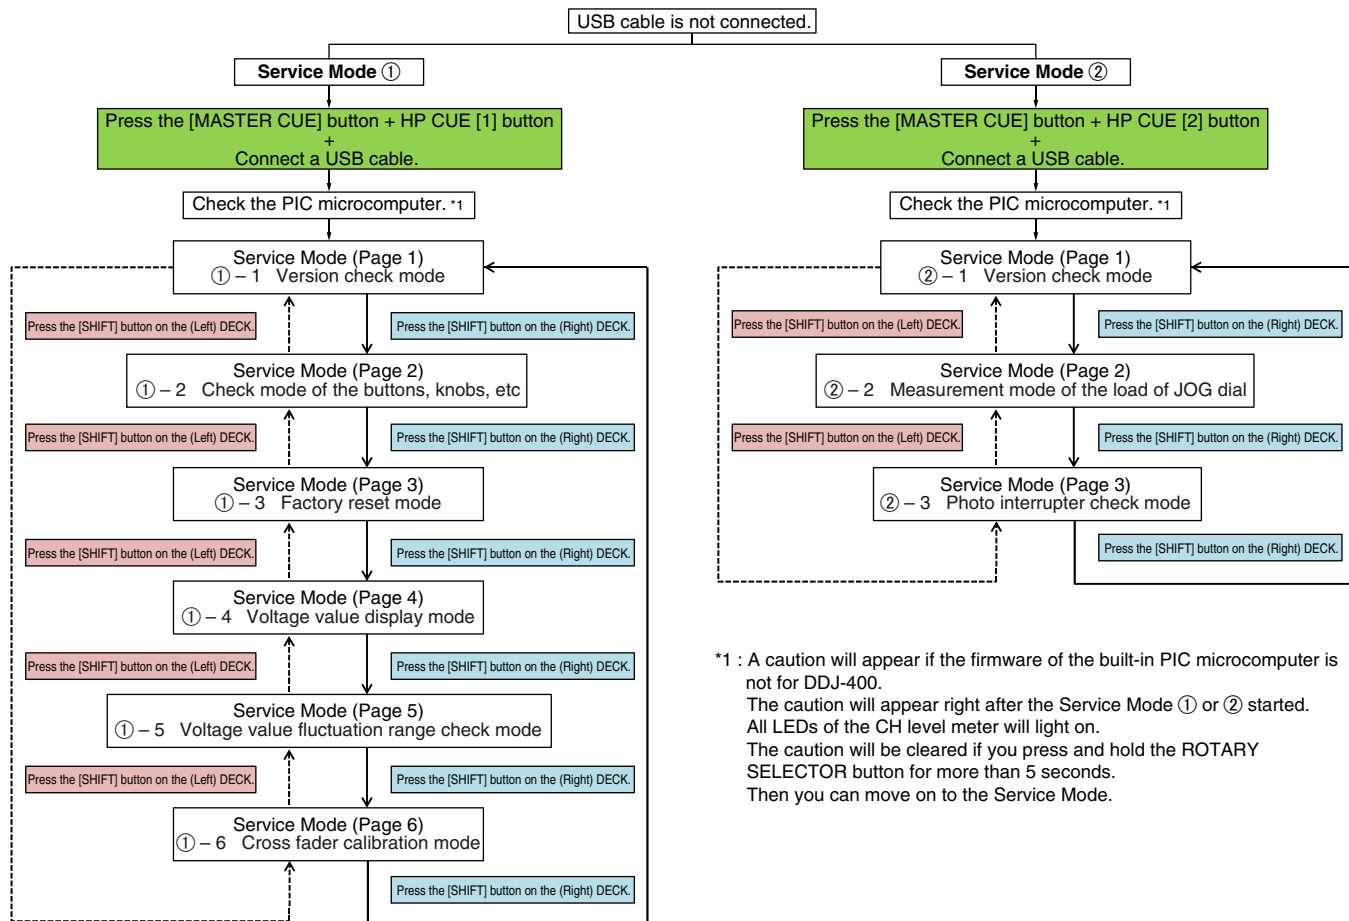 USB cable is not connected.
Service Mode ①
Press the [MASTER CUE] button + HP CUE [1] button
+
Connect a USB cable.
Check the PIC microcomputer. *1
Service Mode (Page 1)
① – 1 Version check mode
Press the [SHIFT] button on the (Left) DECK.
Press the [SHIFT] button on the (Right) DECK.
Service Mode (Page 2)
① – 2 Check mode of the buttons, knobs, etc
Press the [SHIFT] button on the (Left) DECK.
Press the [SHIFT] button on the (Right) DECK.
Service Mode (Page 3)
① – 3 Factory reset mode
Press the [SHIFT] button on the (Left) DECK.
Press the [SHIFT] button on the (Right) DECK.
Service Mode (Page 4)
① – 4 Voltage value display mode
Press the [SHIFT] button on the (Left) DECK.
Press the [SHIFT] button on the (Right) DECK.
Service Mode (Page 5)
① – 5 Voltage value fluctuation range check mode
Press the [SHIFT] button on the (Left) DECK.
Press the [SHIFT] button on the (Right) DECK.
Service Mode (Page 6)
① – 6 Cross fader calibration mode
Press the [SHIFT] button on the (Right) DECK.
Service Mode ②
Press the [MASTER CUE] button + HP CUE [2] button
+
Connect a USB cable.
Check the PIC microcomputer. *1
Service Mode (Page 1)
② – 1 Version check mode
Press the [SHIFT] button on the (Left) DECK.
Press the [SHIFT] button on the (Right) DECK.
Service Mode (Page 2)
② – 2 Measurement mode of the load of JOG dial
Press the [SHIFT] button on the (Left) DECK.
Press the [SHIFT] button on the (Right) DECK.
Service Mode (Page 3)
② – 3 Photo interrupter check mode
Press the [SHIFT] button on the (Right) DECK.
*1 : A caution will appear if the firmware of the built-in PIC microcomputer is
not for DDJ-400.
The caution will appear right after the Service Mode ① or ② started.
All LEDs of the CH level meter will light on.
The caution will be cleared if you press and hold the ROTARY
SELECTOR button for more than 5 seconds.
Then you can move on to the Service Mode.